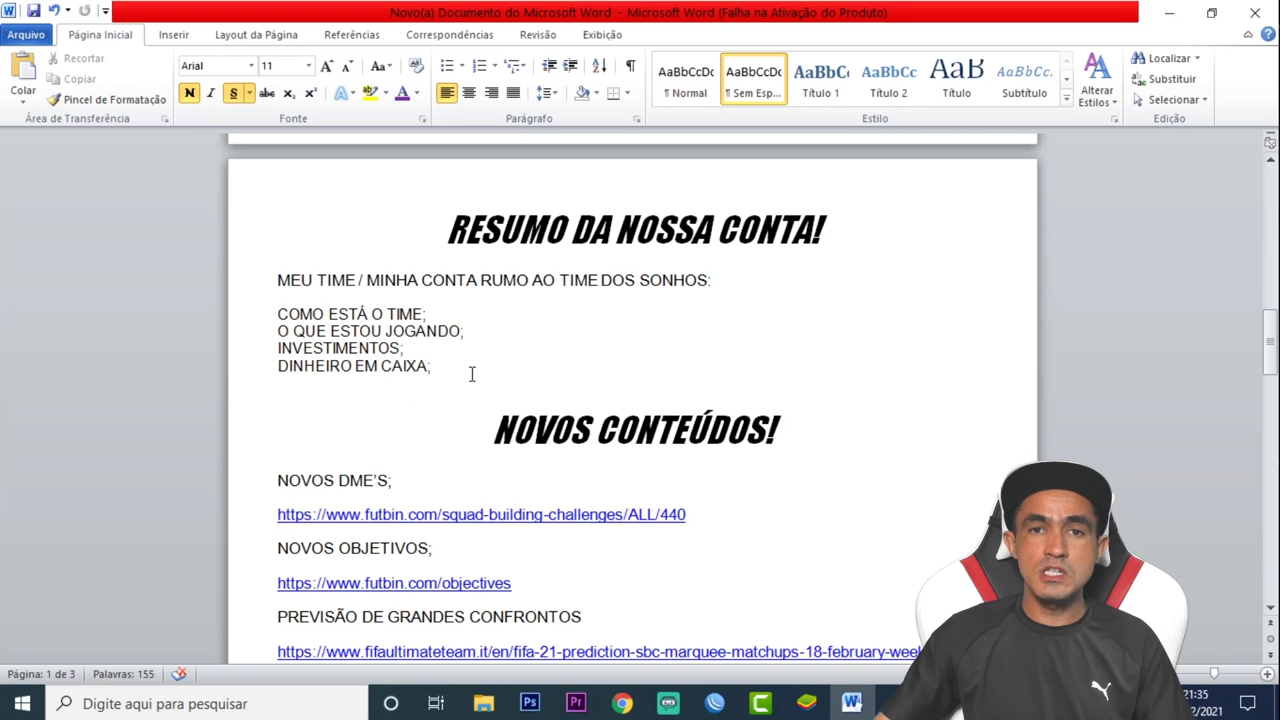 Novo(a) Documento do Microsoft Word - Microsoft Word (Falha na Ativação do Produto)
Arquivo Página Inicial Inserir Layout da Página Referências Correspondências Revisão Exibição
Colar
Recortar
Copiar
Pincel de Formatação
Área de Transferência
Arial 11
Fonte
Parágrafo
AaBbCcDc AaBbCcDc AaBbC AaBbCc AaB AaBbCc
¶ Normal ¶ Sem Esp... Título 1 Título 2 Título Subtítulo
Alterar
Estilos
Estilo
Localizar
Substituir
Selecionar
Edição
RESUMO DA NOSSA CONTA!
MEU TIME / MINHA CONTA RUMO AO TIME DOS SONHOS:
COMO ESTÁ O TIME;
O QUE ESTOU JOGANDO;
INVESTIMENTOS;
DINHEIRO EM CAIXA;
NOVOS CONTEÚDOS!
NOVOS DME'S;
https://www.futbin.com/squad-building-challenges/ALL/440
NOVOS OBJETIVOS;
https://www.futbin.com/objectives
PREVISÃO DE GRANDES CONFRONTOS
https://www.fifaultimateteam.it/en/fifa-21-prediction-sbc-marquee-matchups-18-february-week
Página: 1 de 3 Palavras: 155
Digite aqui para pesquisar
21:35
2/2021